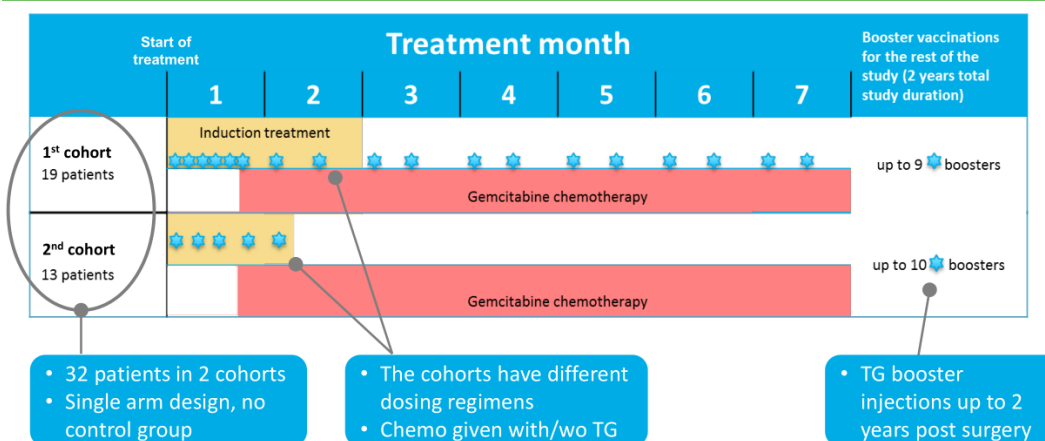 Start of
treatment
Treatment month
Booster vaccinations
for the rest of the
study (2 years total
study duration)
1 2 3 4 5 6 7
Induction treatment
1st cohort
19 patients
up to 9 boosters
Gemcitabine chemotherapy
2nd cohort
13 patients
up to 10 boosters
Gemcitabine chemotherapy
• 32 patients in 2 cohorts
• Single arm design, no
control group
• The cohorts have different
dosing regimens
• Chemo given with/wo TG
• TG booster
injections up to 2
years post surgery